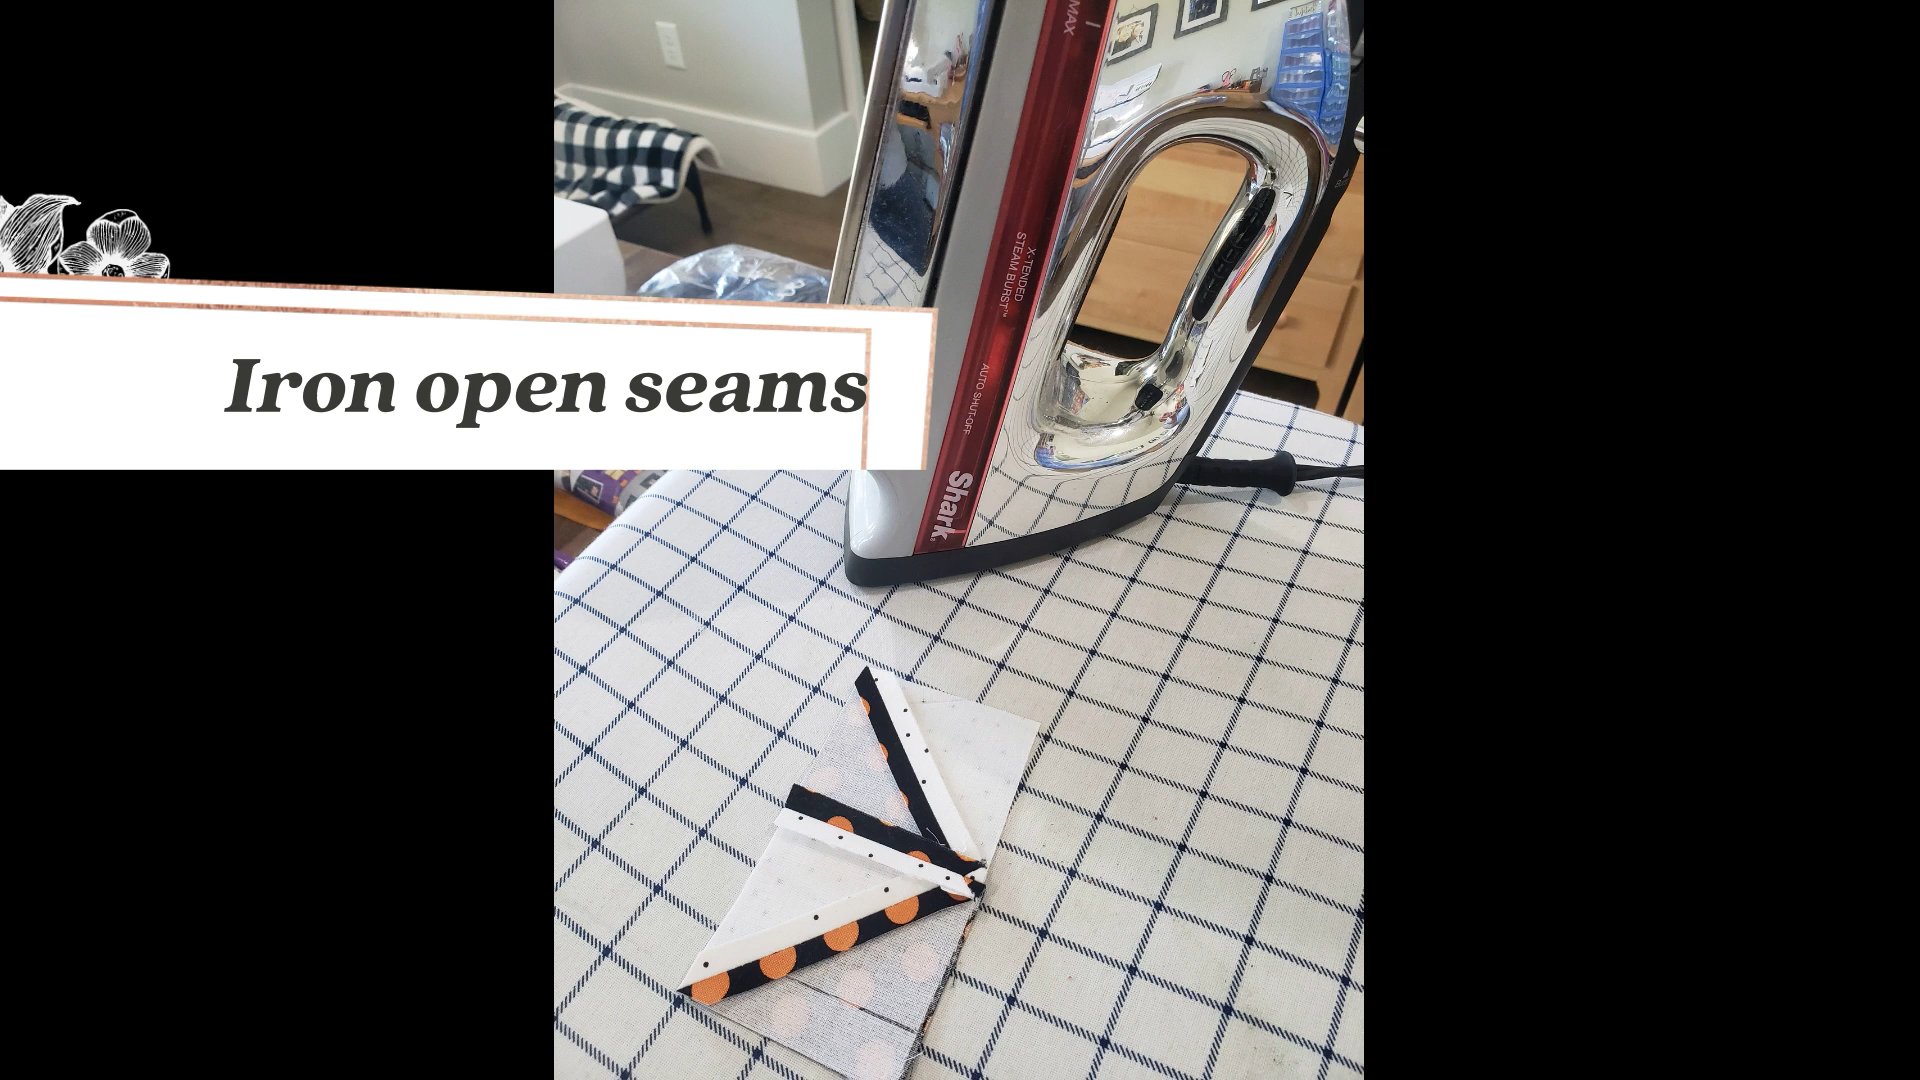 Iron open seams
MAX
X-TENDED
STEAM BURST™
AUTO SHUT-OFF
Shark®